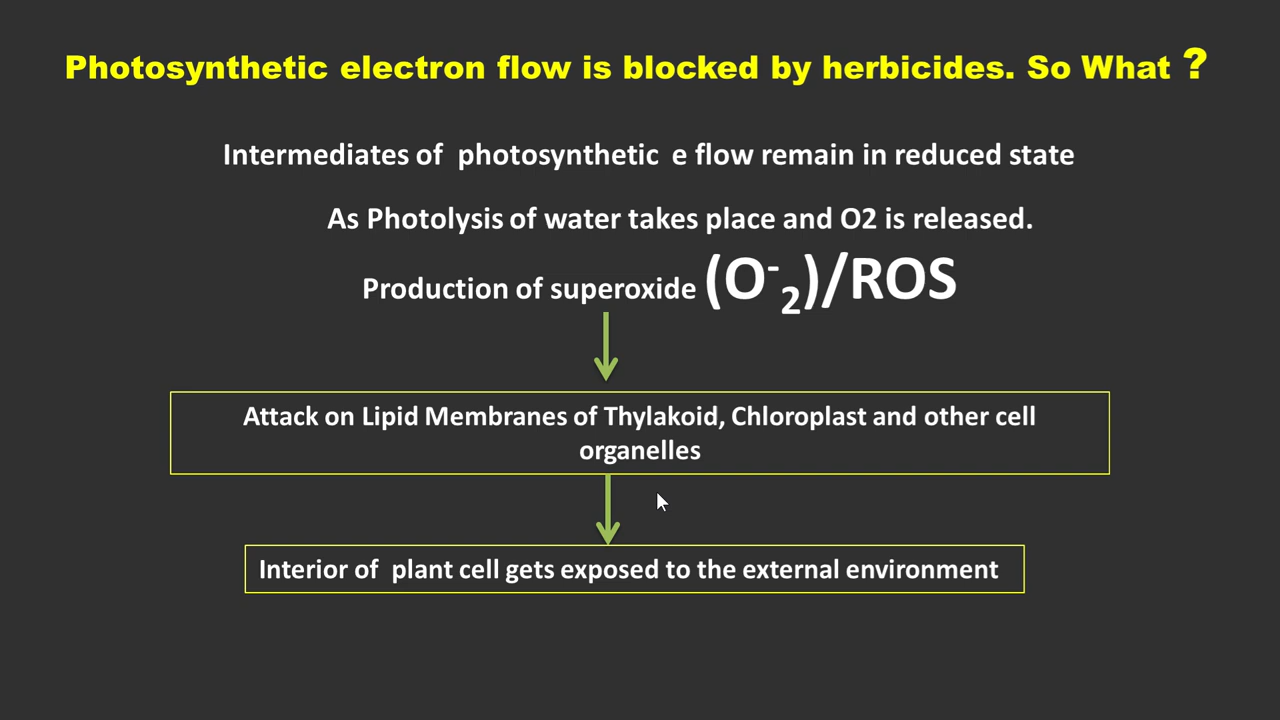 Photosynthetic electron flow is blocked by herbicides. So What ?
Intermediates of photosynthetic e flow remain in reduced state
As Photolysis of water takes place and O2 is released.
Production of superoxide (O⁻₂)/ROS
Attack on Lipid Membranes of Thylakoid, Chloroplast and other cell
organelles
Interior of plant cell gets exposed to the external environment